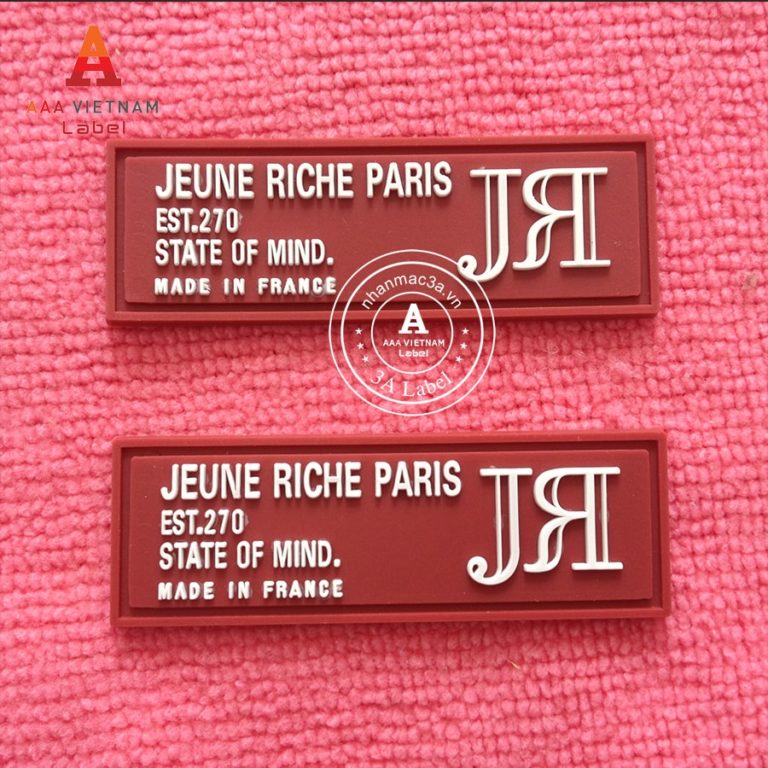 A
AAA VIETNAM
Label
JEUNE RICHE PARIS
EST.270
STATE OF MIND.
MADE IN FRANCE
JR
nhanmac3a.vn
A
AAA VIETNAM
Label
3A Label
JEUNE RICHE PARIS
EST.270
STATE OF MIND.
MADE IN FRANCE
JR